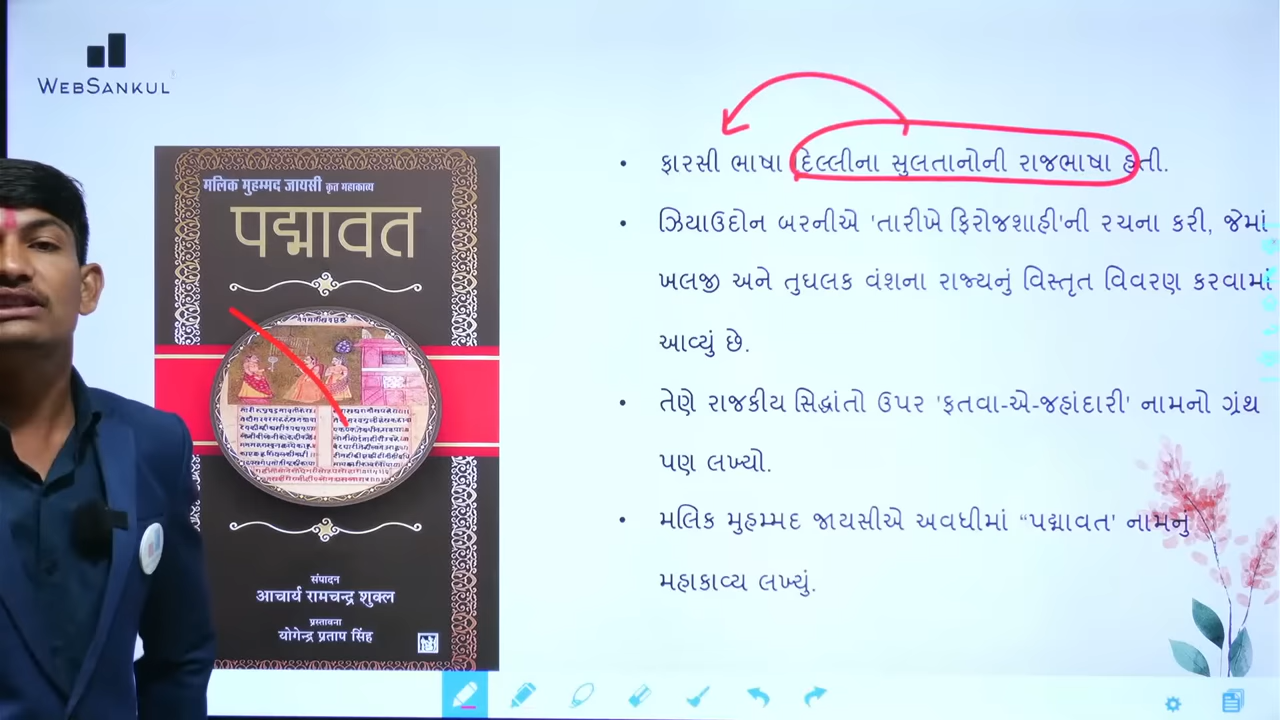 WEBSANKUL
मलिक मुहम्मद जायसी कृत महाकाव्य
पद्मावत
संपादन
आचार्य रामचन्द्र शुक्ल
प्रस्तावना
योगेन्द्र प्रताप सिंह
• ફારસી ભાષા દિલ્લીના સુલતાનોની રાજભાષા હતી.
• ઝિયાઉદીન બરનીએ 'તારીખે ફિરોજશાહી'ની રચના કરી, જેમાં
ખલજી અને તુઘલક વંશના રાજ્યનું વિસ્તૃત વિવરણ કરવામાં
આવ્યું છે.
• તેણે રાજકીય સિદ્ધાંતો ઉપર 'ફતવા-એ-જહાંદારી' નામનો ગ્રંથ
પણ લખ્યો.
• મલિક મુહમ્મદ જાયસીએ અવધીમાં “પદ્માવત' નામનું
મહાકાવ્ય લખ્યું.